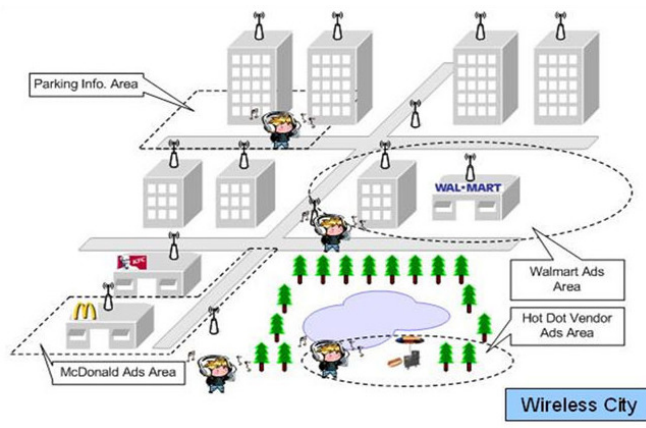 Parking Info. Area
WAL*MART
KFC
Walmart Ads
Area
Hot Dot Vendor
Ads Area
McDonald Ads Area
Wireless City